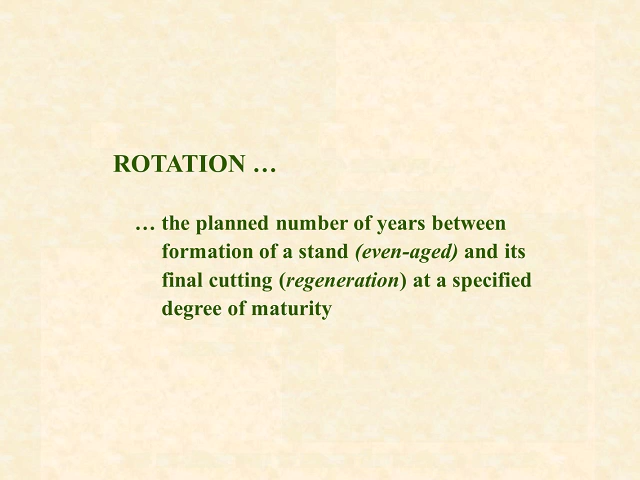 ROTATION …
… the planned number of years between
formation of a stand (even-aged) and its
final cutting (regeneration) at a specified
degree of maturity